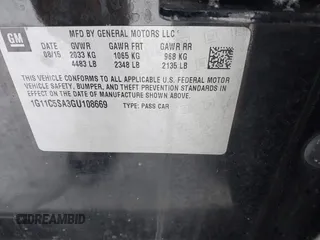 GM
MFD BY GENERAL MOTORS LLC
DATE GVWR GAWR FRT GAWR RR
08/15 2033 KG 1065 KG 968 KG
4483 LB 2348 LB 2135 LB
THIS VEHICLE CONFORMS TO ALL APPLICABLE U.S. FEDERAL MOTOR
VEHICLE SAFETY, BUMPER, AND THEFT PREVENTION STANDARDS IN
EFFECT ON THE DATE OF MANUFACTURE SHOWN ABOVE.
1G11C5SA3GU108669 TYPE: PASS CAR
IDREAMBID